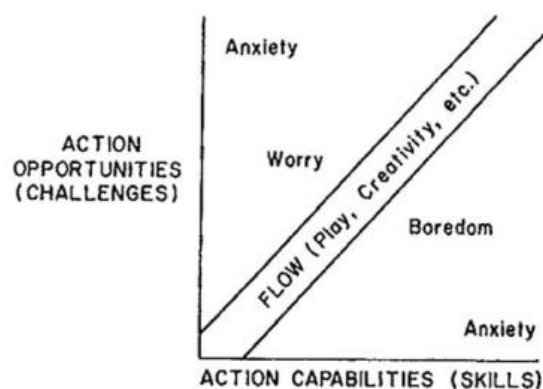 Anxiety
ACTION
OPPORTUNITIES
(CHALLENGES)
Worry
FLOW (Play, Creativity, etc.)
Boredom
Anxiety
ACTION CAPABILITIES (SKILLS)